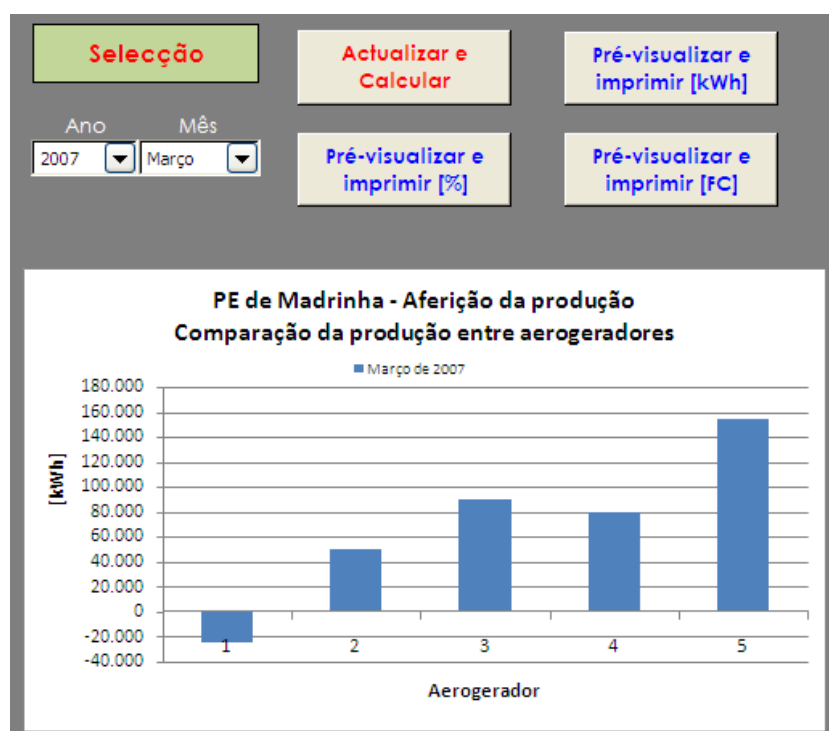 Selecção
Actualizar e
Calcular
Pré-visualizar e
imprimir [kWh]
Ano
Mês
2007
Março
Pré-visualizar e
imprimir [%]
Pré-visualizar e
imprimir [FC]
PE de Madrinha - Aferição da produção
Comparação da produção entre aerogeradores
Março de 2007
[kWh]
180.000
160.000
140.000
120.000
100.000
80.000
60.000
40.000
20.000
0
-20.000
-40.000
1 2 3 4 5
Aerogerador